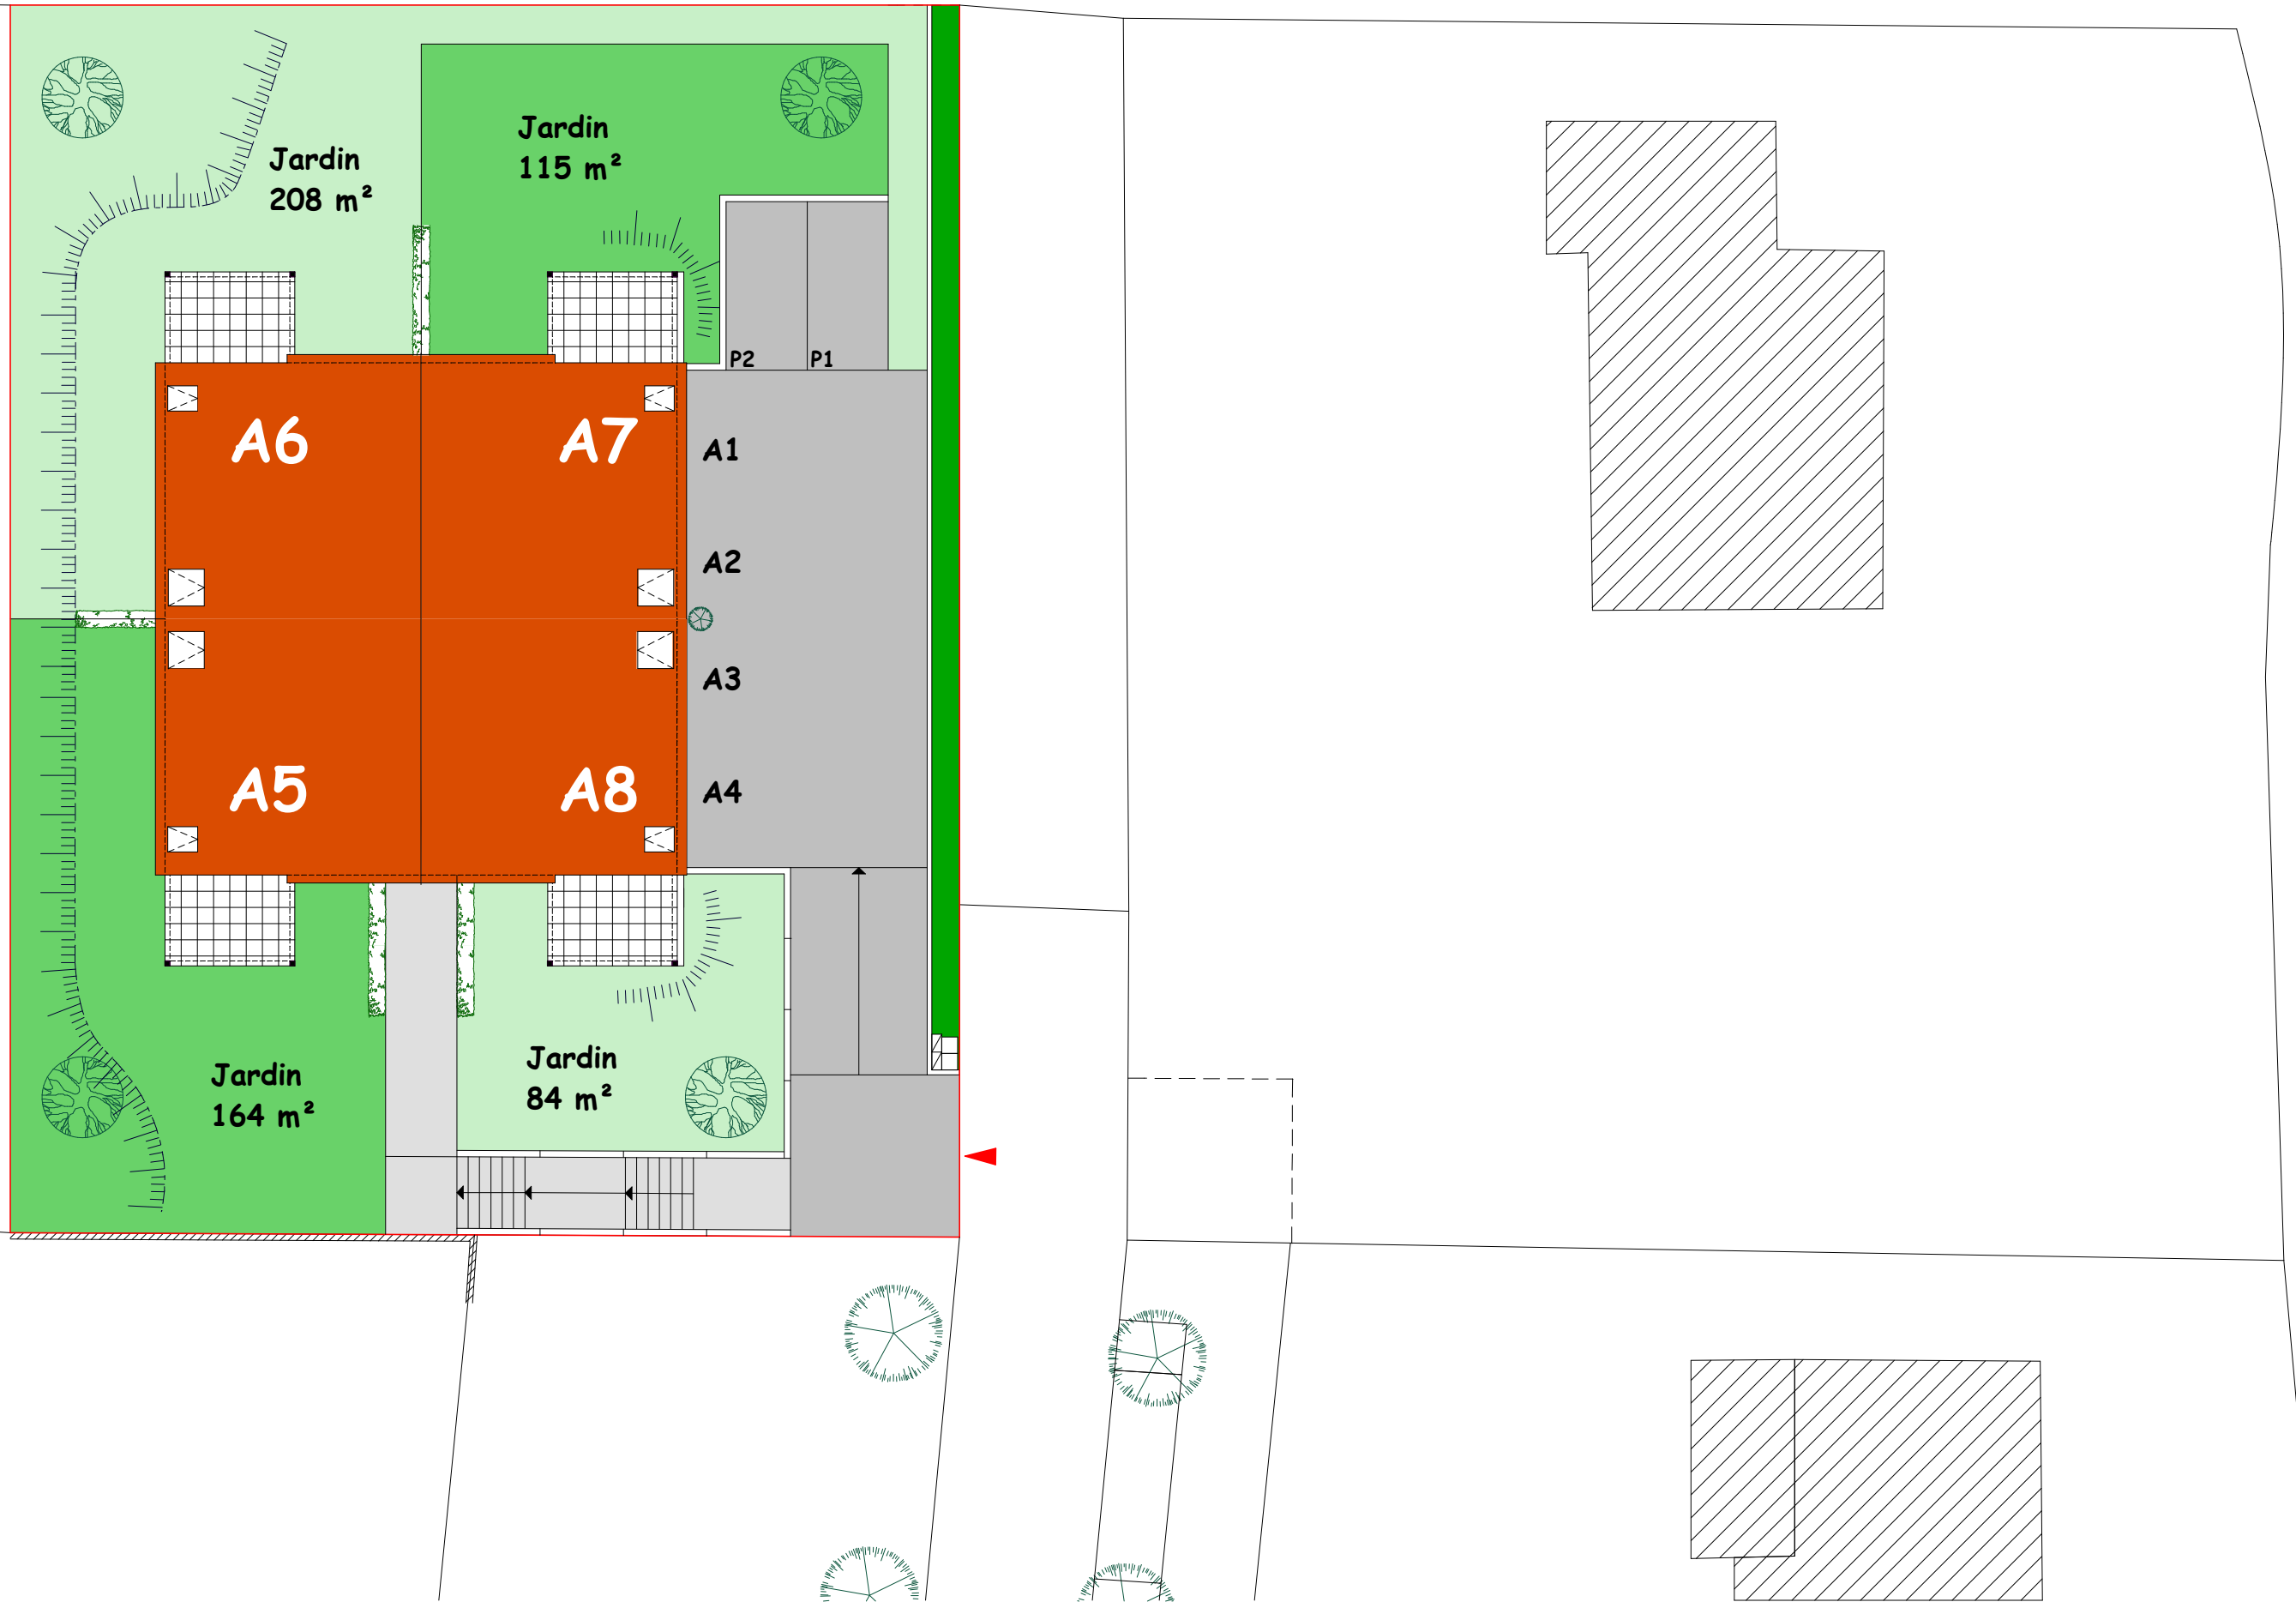 Jardin
115 m²
Jardin
208 m²
P2
P1
A6
A7
A1
A2
A3
A5
A8
A4
Jardin
84 m²
Jardin
164 m²